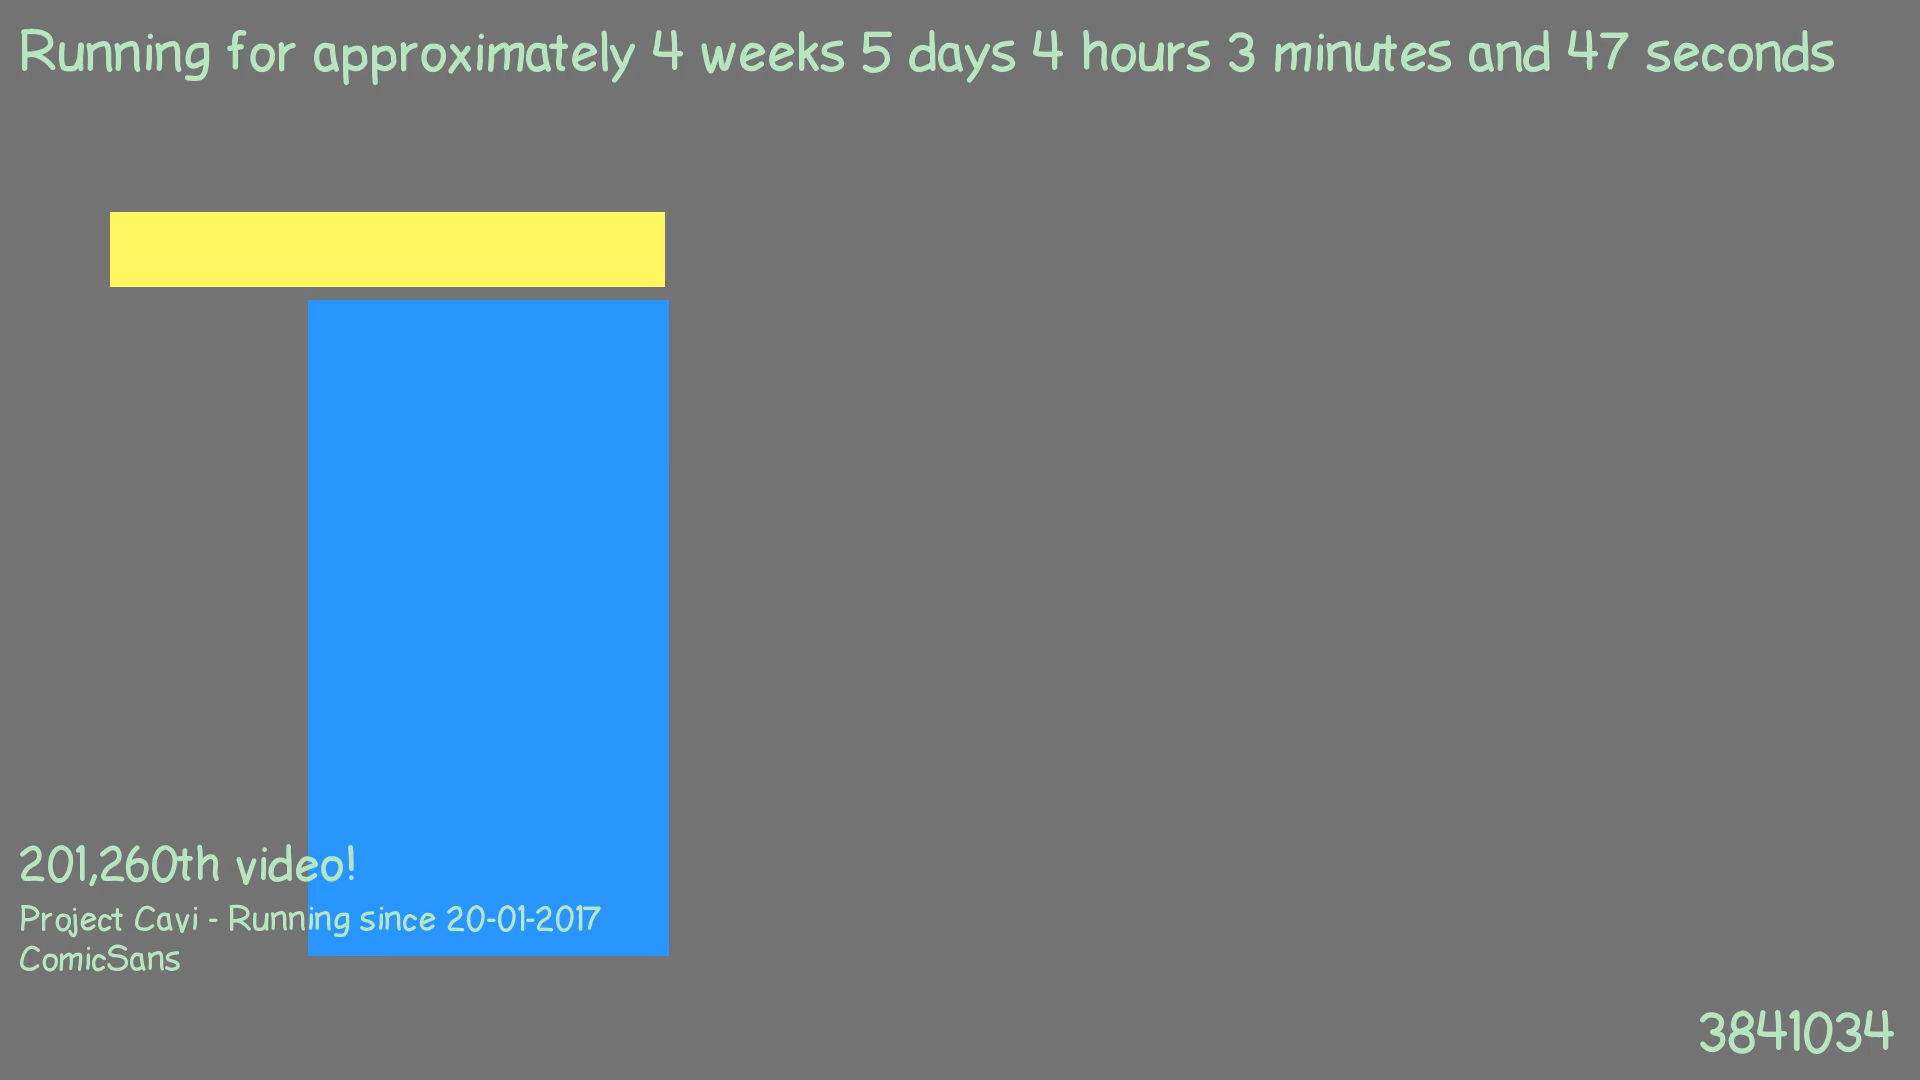 Running for approximately 4 weeks 5 days 4 hours 3 minutes and 47 seconds
201,260th video!
Project Cavi - Running since 20-01-2017
ComicSans
3841034